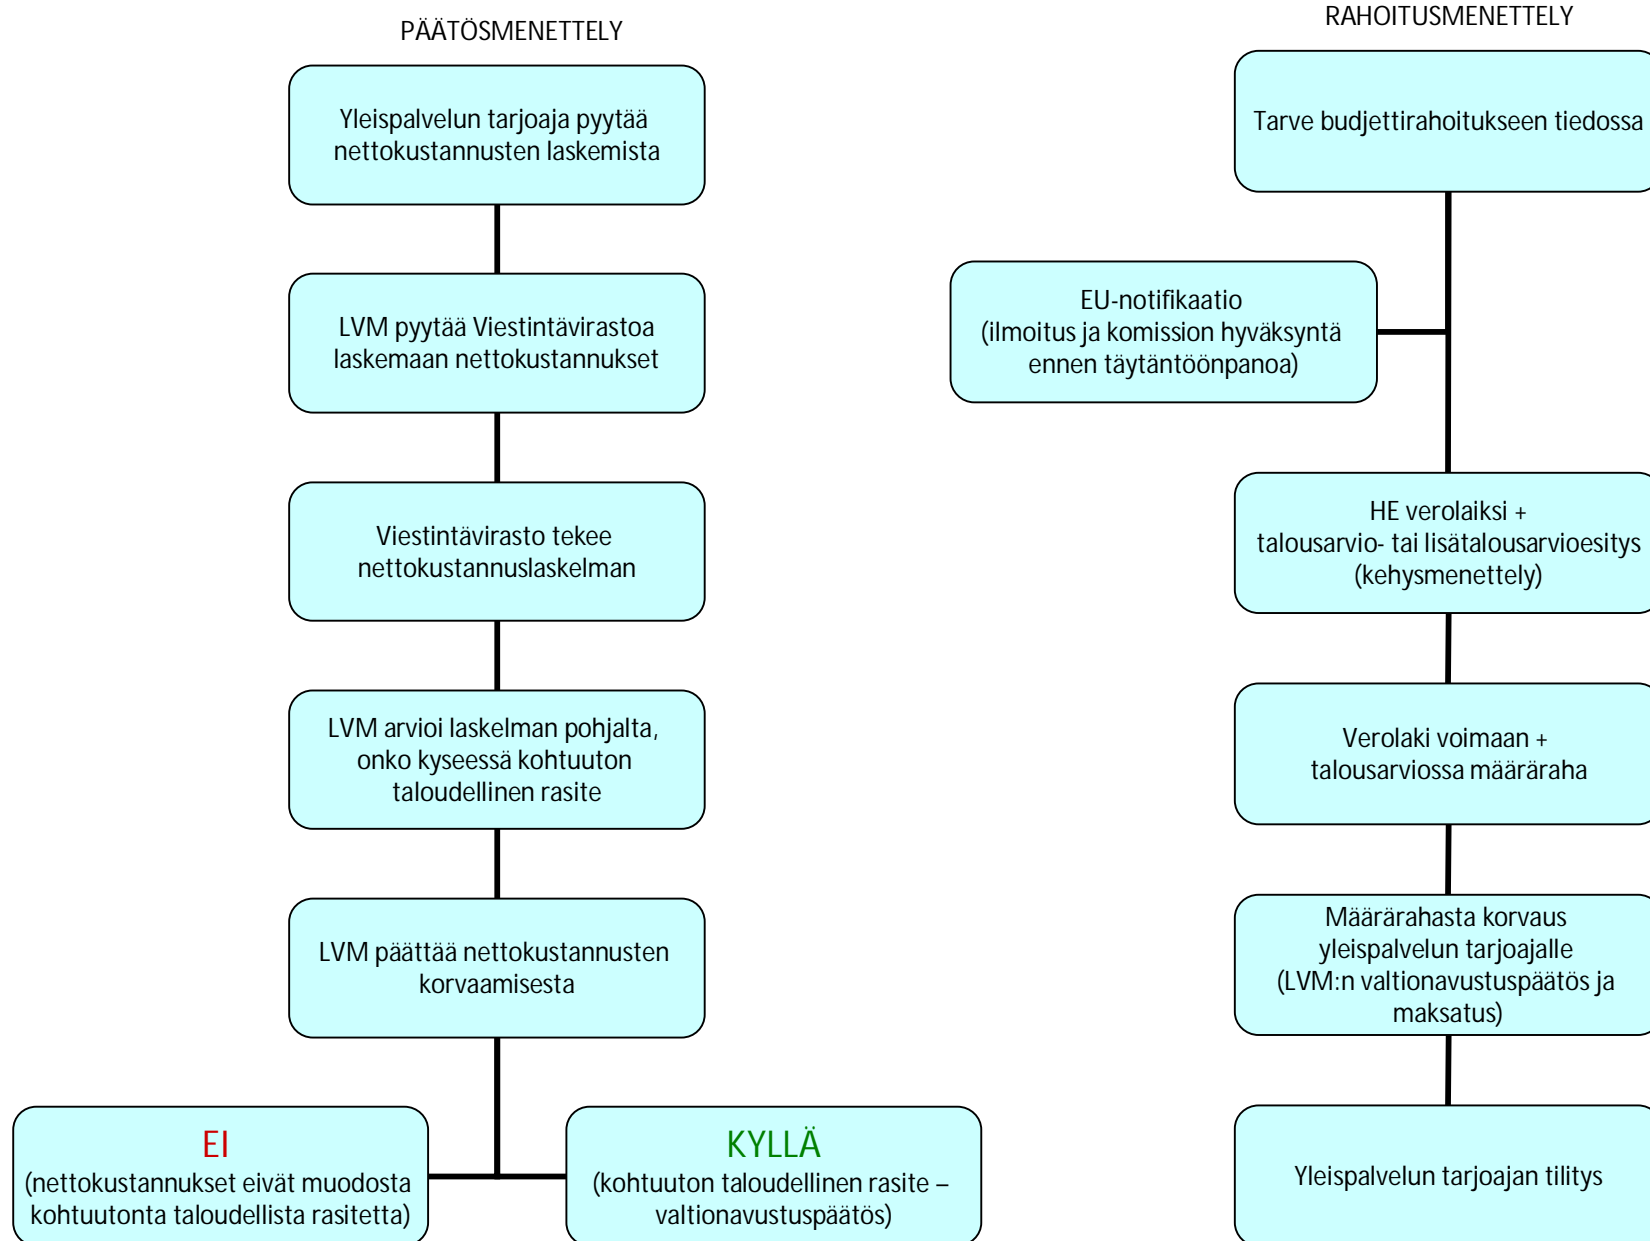 PÄÄTÖSMENETTELY
Yleispalvelun tarjoaja pyytää
nettokustannusten laskemista
LVM pyytää Viestintävirastoa
laskemaan nettokustannukset
Viestintävirasto tekee
nettokustannuslaskelman
LVM arvioi laskelman pohjalta,
onko kyseessä kohtuuton
taloudellinen rasite
LVM päättää nettokustannusten
korvaamisesta
EI
(nettokustannukset eivät muodosta
kohtuutonta taloudellista rasitetta)
KYLLÄ
(kohtuuton taloudellinen rasite –
valtionavustuspäätös)
RAHOITUSMENETTELY
Tarve budjettirahoitukseen tiedossa
EU-notifikaatio
(ilmoitus ja komission hyväksyntä
ennen täytäntöönpanoa)
HE verolaiksi +
talousarvio- tai lisätalousarvioesitys
(kehysmenettely)
Verolaki voimaan +
talousarviossa määräraha
Määrärahasta korvaus
yleispalvelun tarjoajalle
(LVM:n valtionavustuspäätös ja
maksatus)
Yleispalvelun tarjoajan tilitys